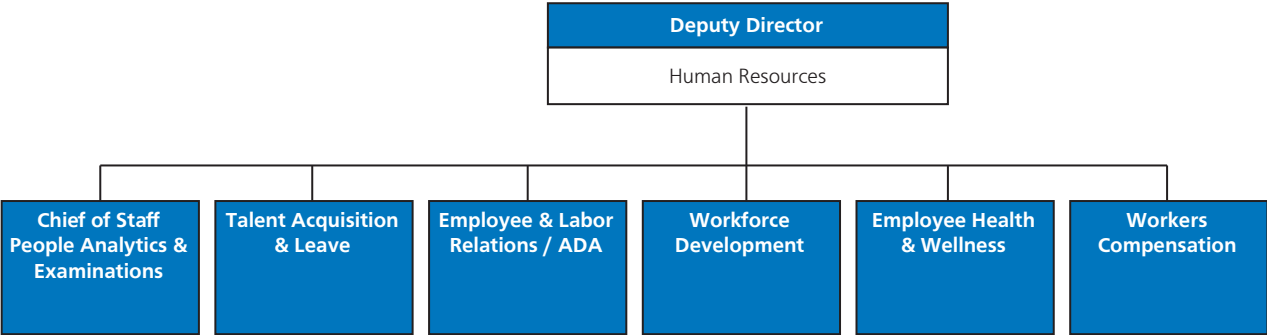 Deputy Director
Human Resources
Chief of Staff
People Analytics &
Examinations
Talent Acquisition
& Leave
Employee & Labor
Relations / ADA
Workforce
Development
Employee Health
& Wellness
Workers
Compensation